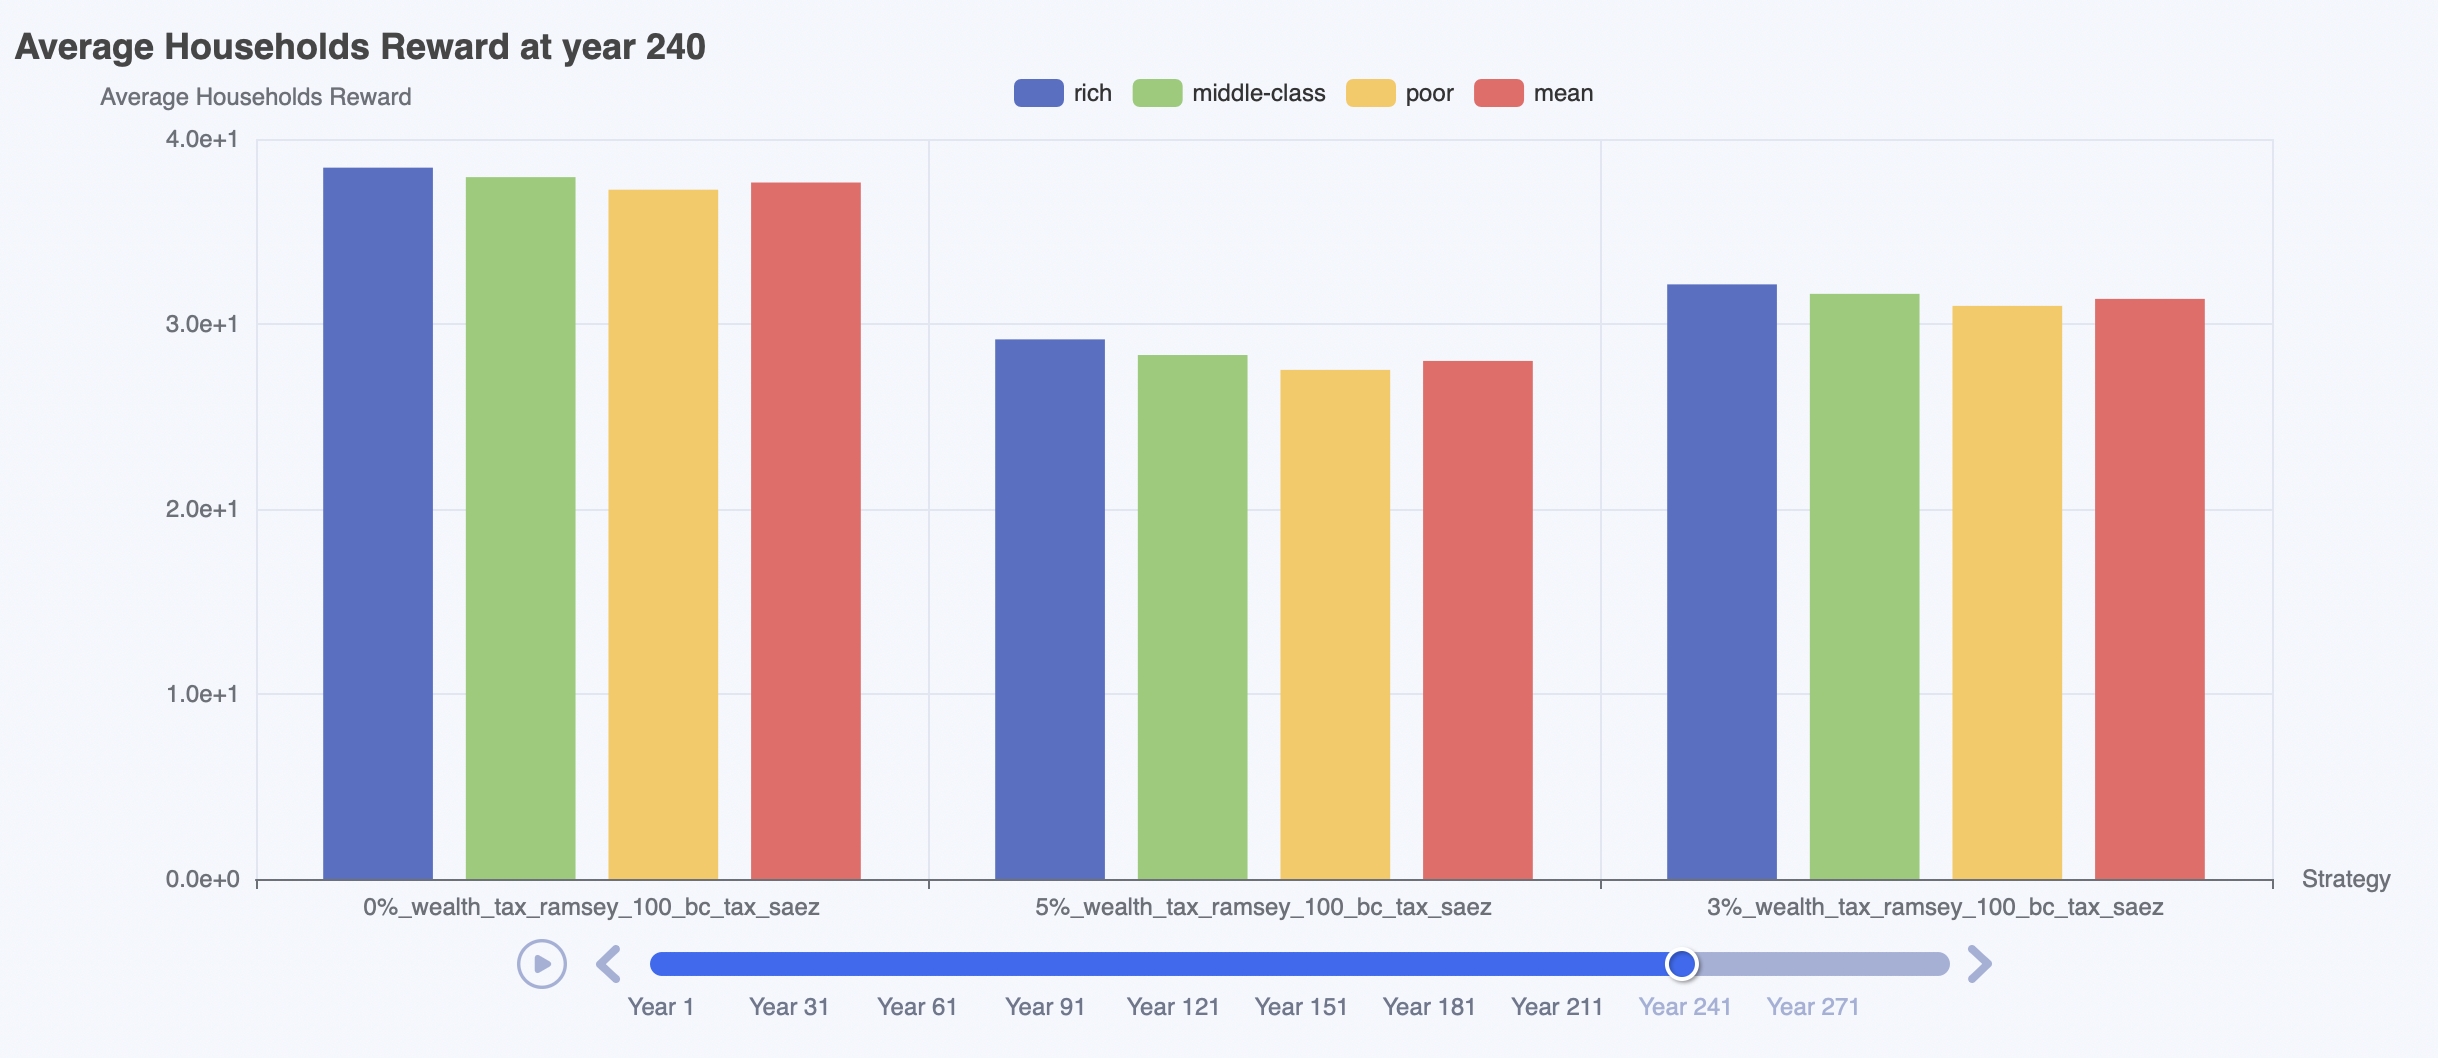 Average Households Reward at year 240
Average Households Reward
rich middle-class poor mean
4.0e+1
3.0e+1
2.0e+1
1.0e+1
0.0e+0
Strategy
0%_wealth_tax_ramsey_100_bc_tax_saez 5%_wealth_tax_ramsey_100_bc_tax_saez 3%_wealth_tax_ramsey_100_bc_tax_saez
Year 1 Year 31 Year 61 Year 91 Year 121 Year 151 Year 181 Year 211 Year 241 Year 271